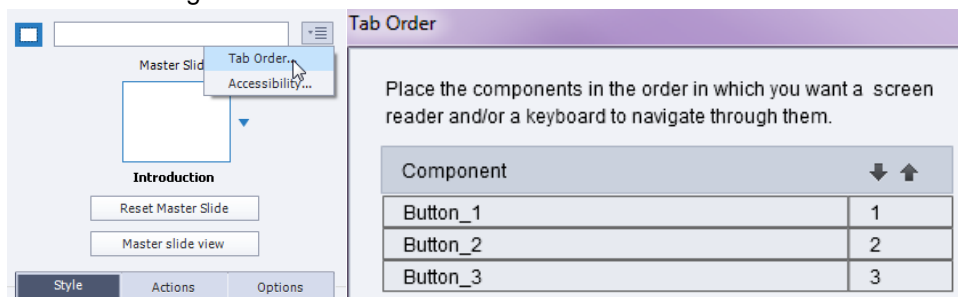 Tab Order...
Accessibility...
Master Slid
Introduction
Reset Master Slide
Master slide view
Style Actions Options
Tab Order
Place the components in the order in which you want a screen
reader and/or a keyboard to navigate through them.
Component
Button_1 1
Button_2 2
Button_3 3